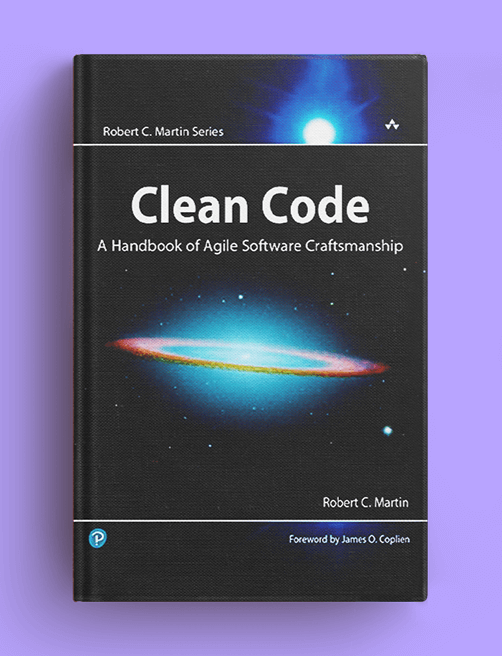 Robert C. Martin Series
Clean Code
A Handbook of Agile Software Craftsmanship
Robert C. Martin
P
Foreword by James O. Coplien